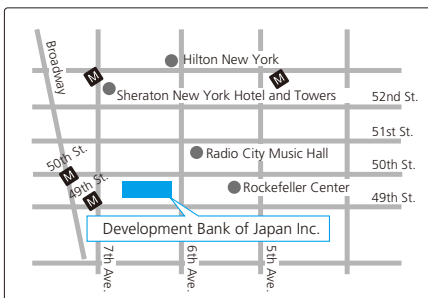 Broadway
Hilton New York
M
M
Sheraton New York Hotel and Towers
52nd St.
51st St.
50th St.
Radio City Music Hall
50th St.
M
49th St.
M
Rockefeller Center
49th St.
Development Bank of Japan Inc.
7th Ave.
6th Ave.
5th Ave.